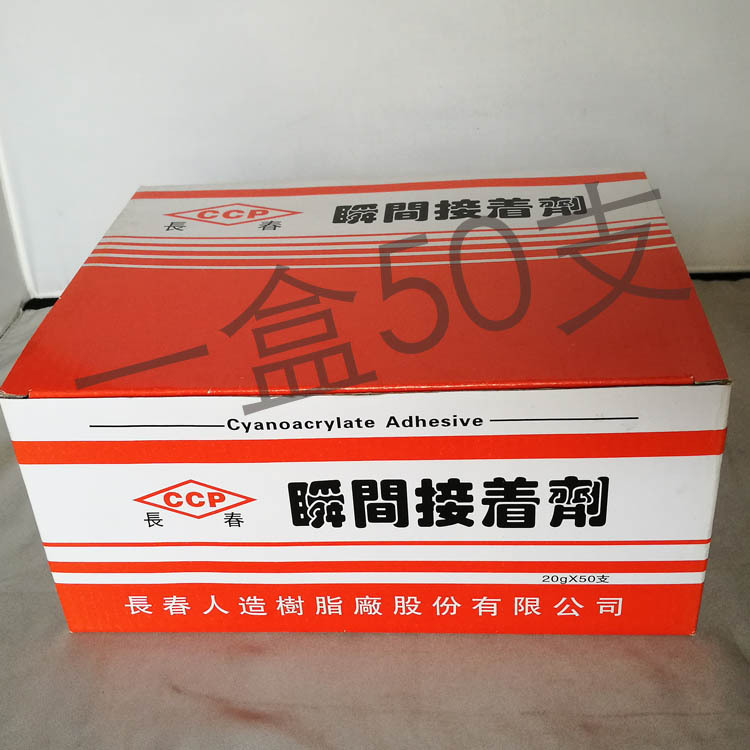 CCP
長春
瞬間接着劑
一盒50支
Cyanoacrylate Adhesive
CCP
長春
瞬間接着劑
20gX50支
長春人造樹脂廠股份有限公司